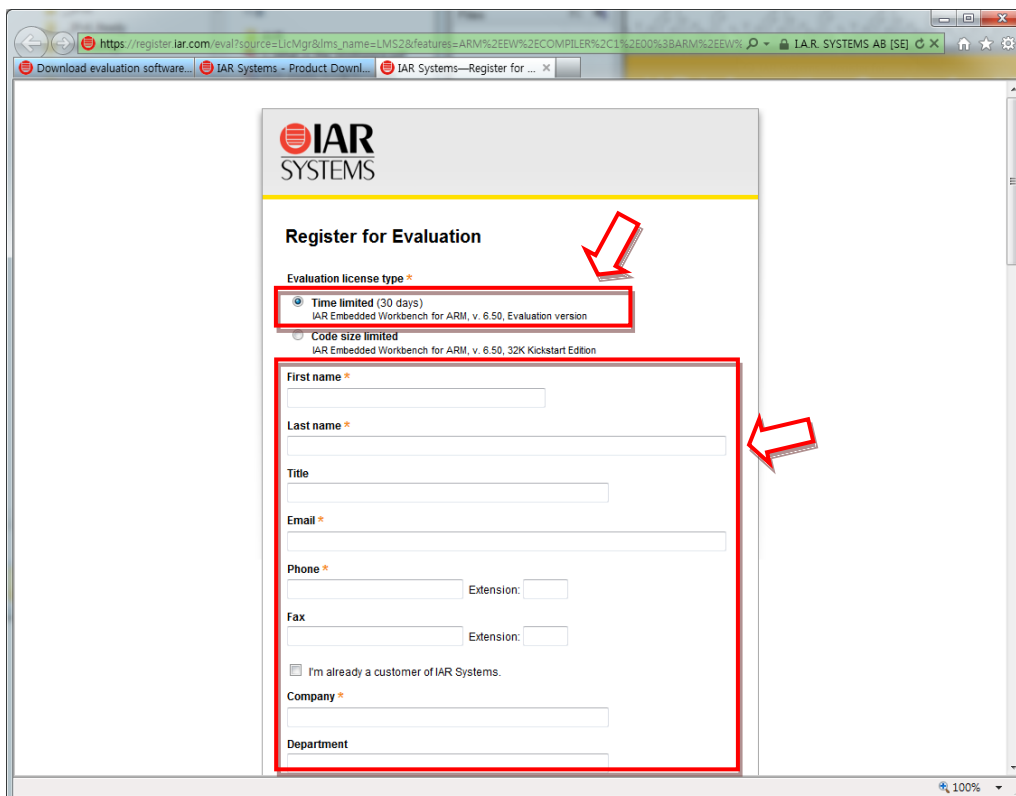 https://register.iar.com/eval?source=LicMgr&lms_name=LMS2&features=ARM%2EEW%2ECOMPILER%2C1%2E00%3BARM%2EEW% I.A.R. SYSTEMS AB [SE]
Download evaluation software... IAR Systems - Product Downl... IAR Systems—Register for ...
IAR
SYSTEMS
Register for Evaluation
Evaluation license type *
Time limited (30 days)
IAR Embedded Workbench for ARM, v. 6.50, Evaluation version
Code size limited
IAR Embedded Workbench for ARM, v. 6.50, 32K Kickstart Edition
First name *
Last name *
Title
Email *
Phone *
Extension:
Fax
Extension:
I'm already a customer of IAR Systems.
Company *
Department
100%